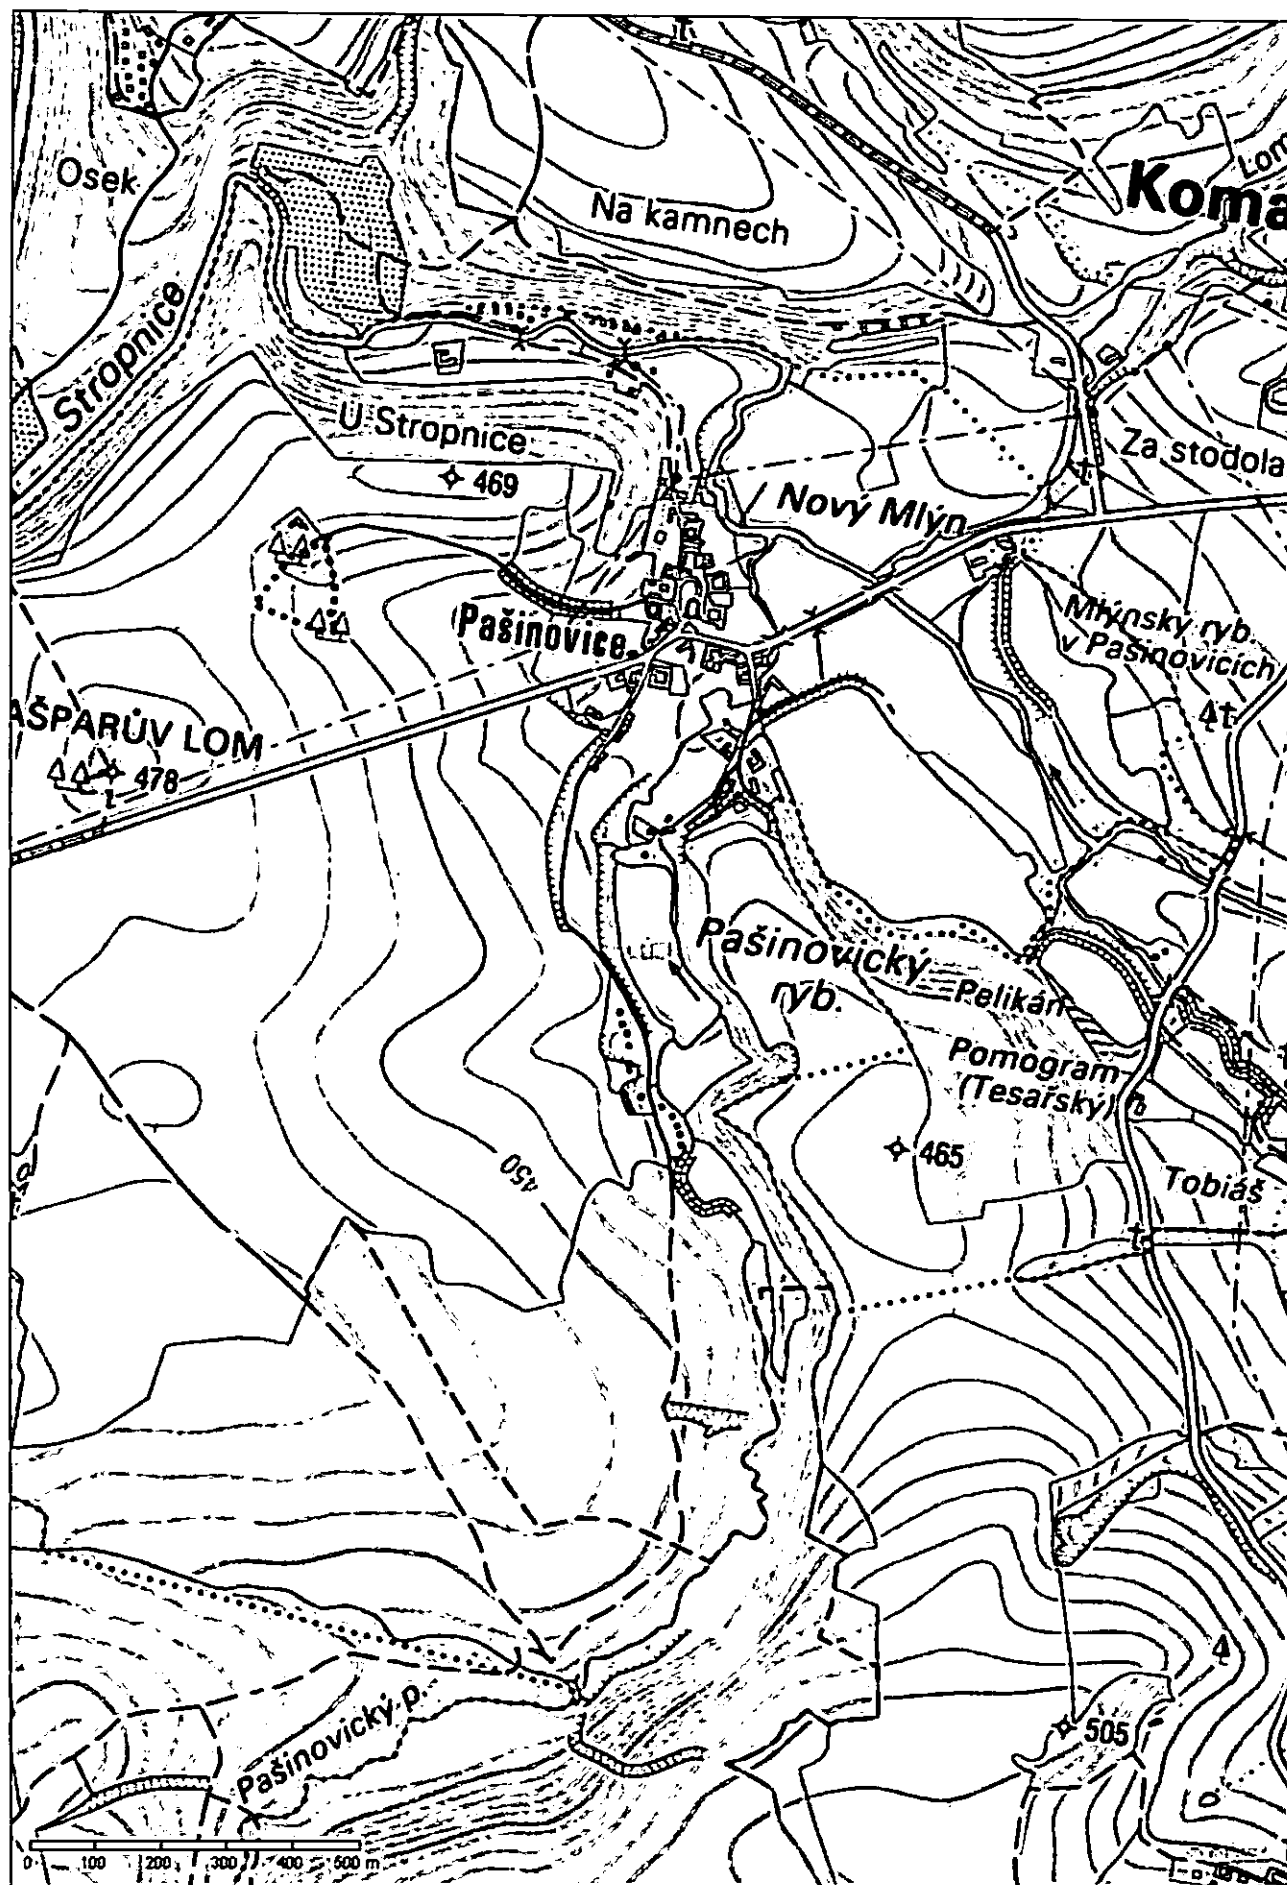 Osek
Lom
Koma
Na kamnech
Stropnice
U Stropnice
469
Za stodola
Nový Mlýn
Pašinovice
Mlýnský ryb.
v Pašinovicích
AŠPARŮV LOM
478
Pašinovický
ryb.
Pelikán
Pomogram
(Tesařský)
465
450
Tobiáš
505
Pašinovický p.
0 100 200 300 400 500 m